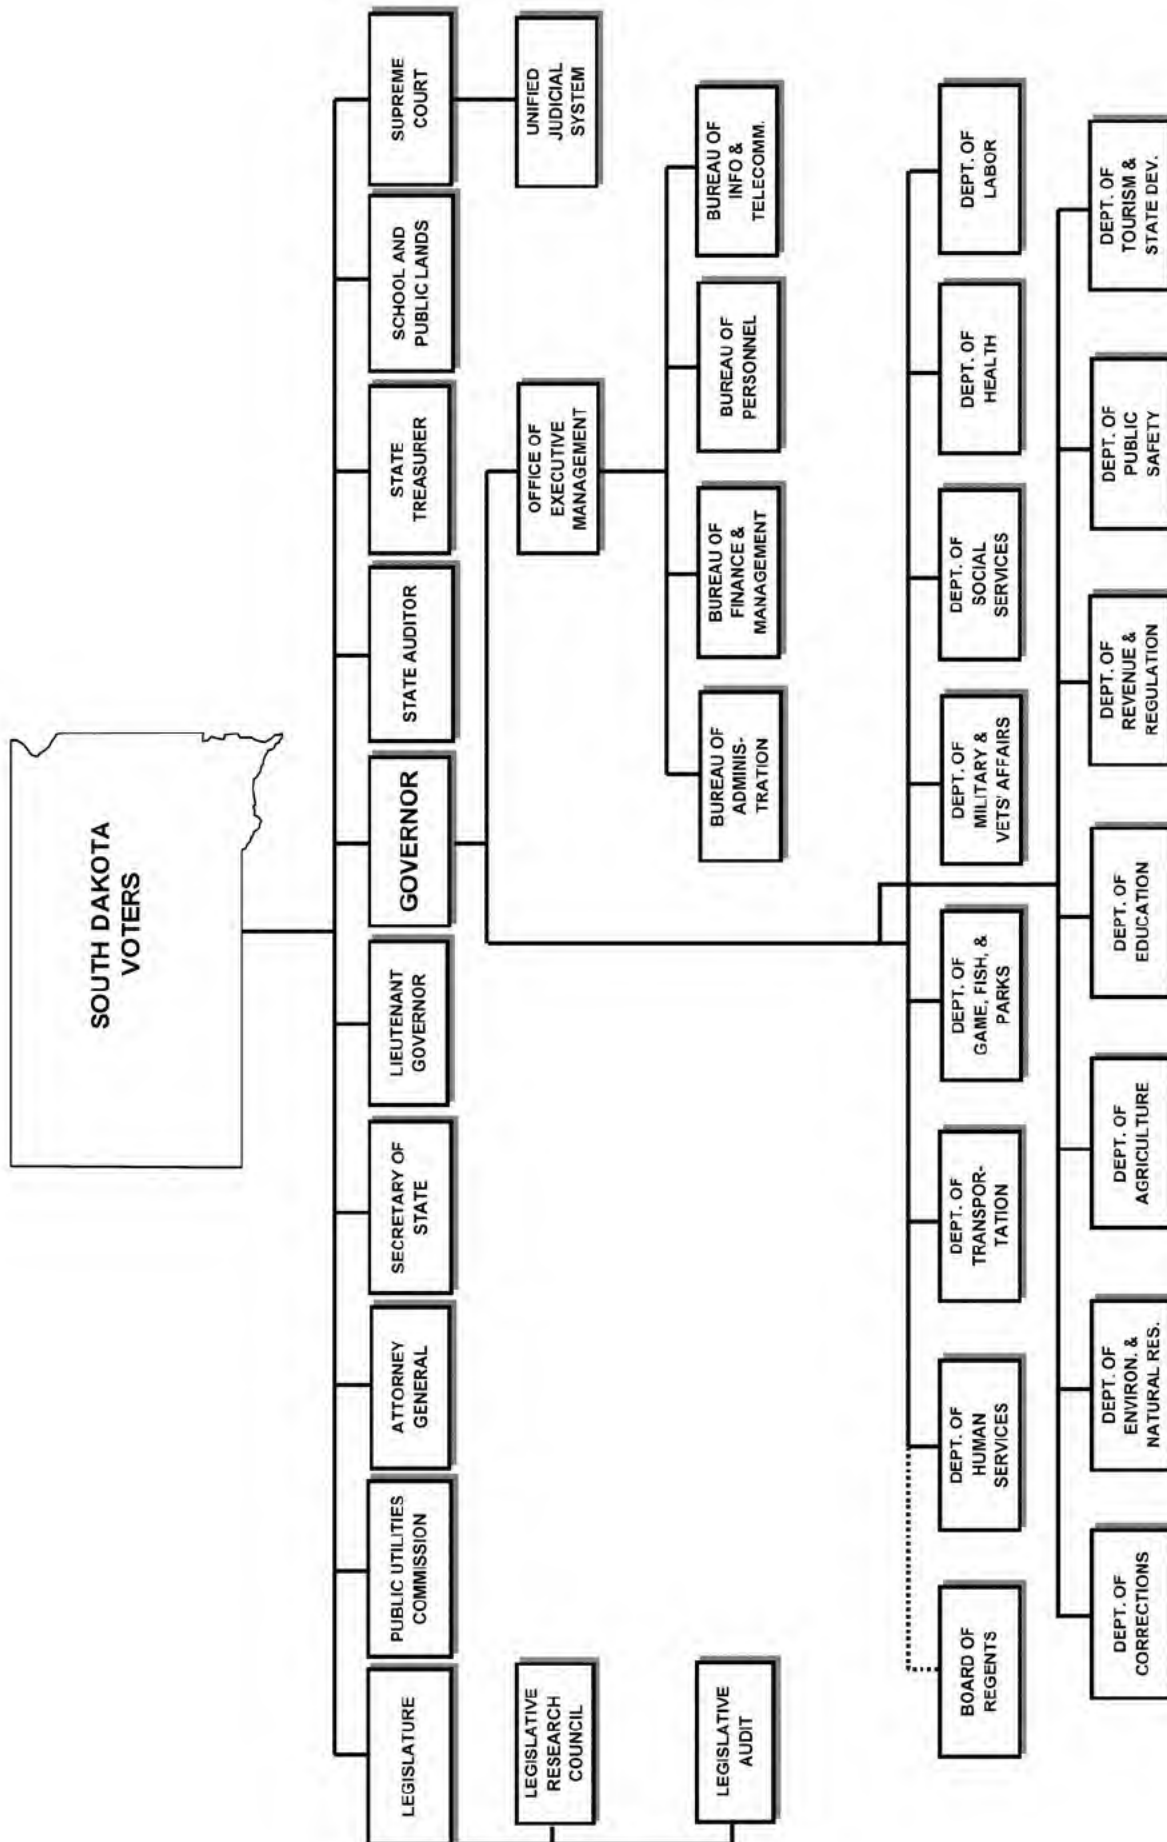 SOUTH DAKOTA
VOTERS
LEGISLATURE
PUBLIC UTILITIES
COMMISSION
ATTORNEY
GENERAL
SECRETARY OF
STATE
LIEUTENANT
GOVERNOR
GOVERNOR
STATE AUDITOR
STATE
TREASURER
SCHOOL AND
PUBLIC LANDS
SUPREME
COURT
LEGISLATIVE
RESEARCH
COUNCIL
OFFICE OF
EXECUTIVE
MANAGEMENT
UNIFIED
JUDICIAL
SYSTEM
LEGISLATIVE
AUDIT
BUREAU OF
ADMINIS-
TRATION
BUREAU OF
FINANCE &
MANAGEMENT
BUREAU OF
PERSONNEL
BUREAU OF
INFO &
TELECOMM.
BOARD OF
REGENTS
DEPT. OF
HUMAN
SERVICES
DEPT. OF
TRANSPOR-
TATION
DEPT. OF
GAME, FISH, &
PARKS
DEPT. OF
MILITARY &
VETS' AFFAIRS
DEPT. OF
SOCIAL
SERVICES
DEPT. OF
HEALTH
DEPT. OF
LABOR
DEPT. OF
CORRECTIONS
DEPT. OF
ENVIRON. &
NATURAL RES.
DEPT. OF
AGRICULTURE
DEPT. OF
EDUCATION
DEPT. OF
REVENUE &
REGULATION
DEPT. OF
PUBLIC
SAFETY
DEPT. OF
TOURISM &
STATE DEV.